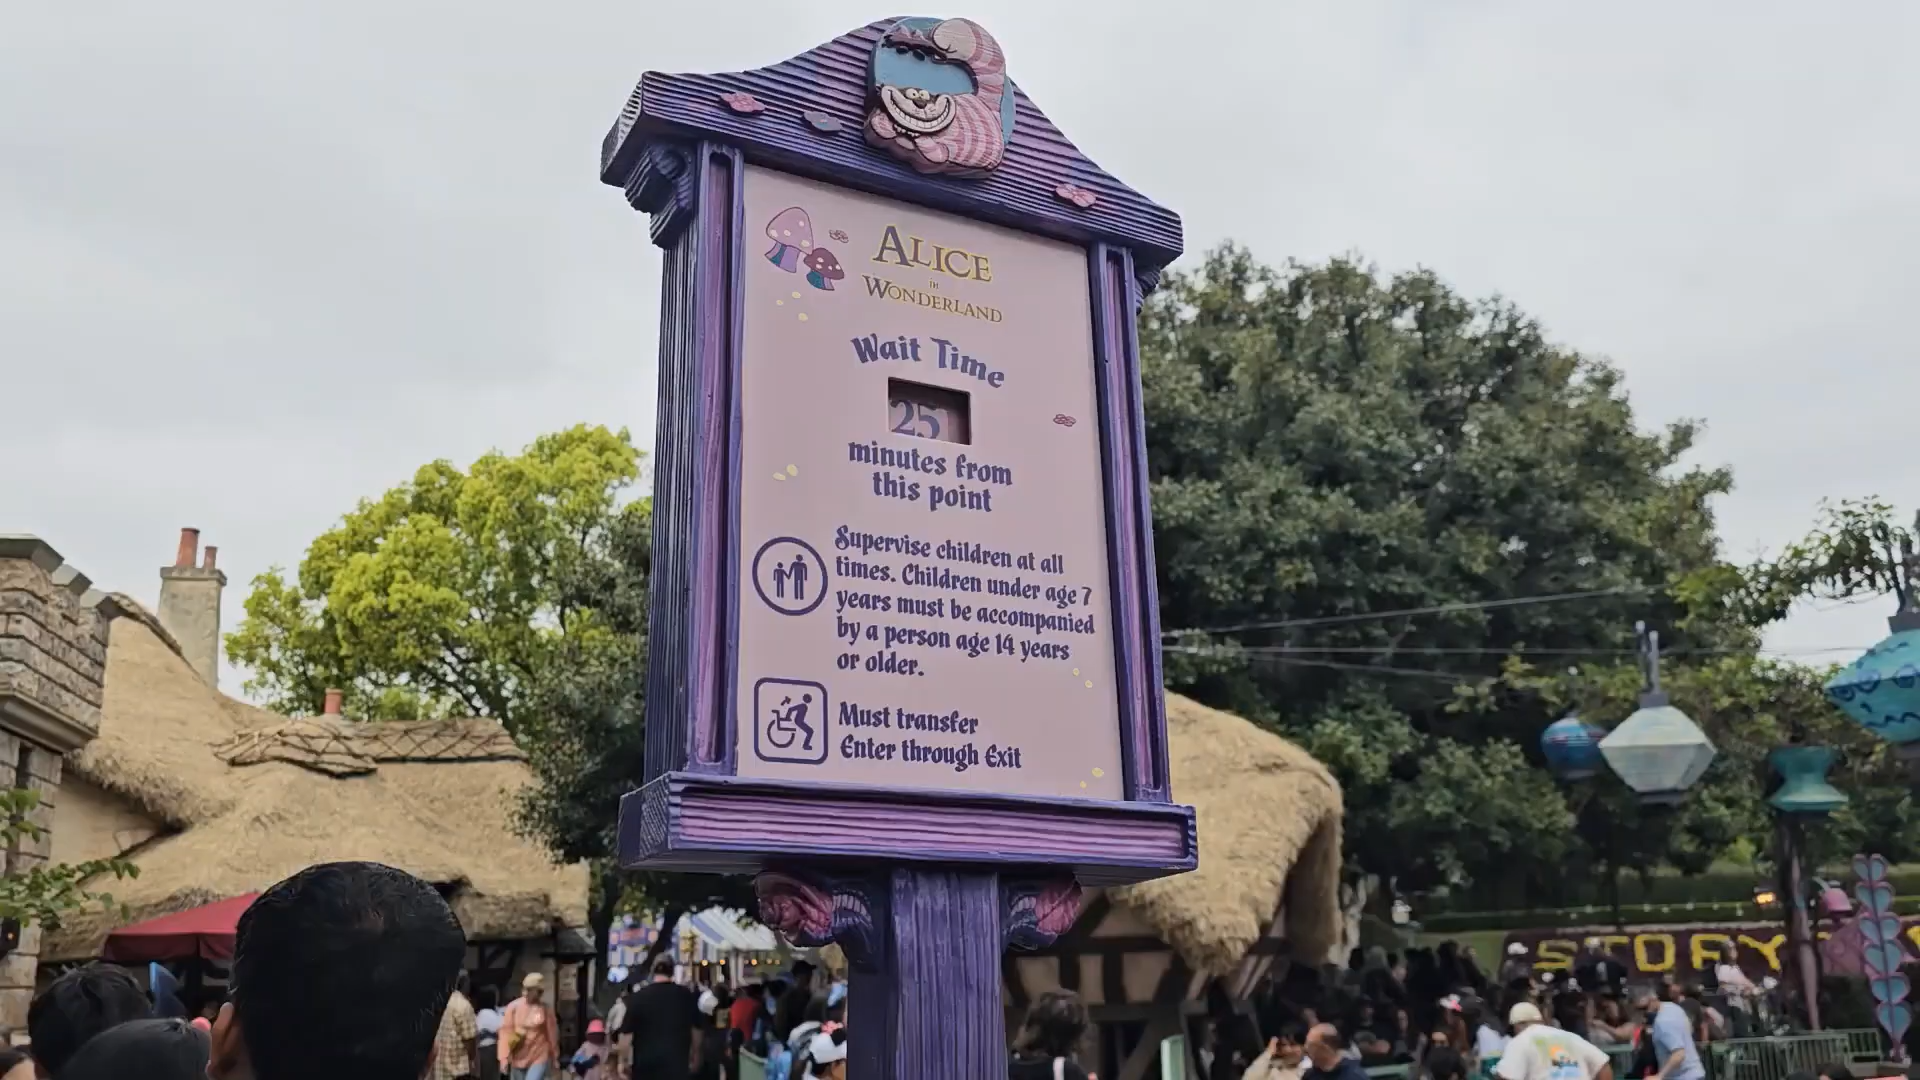 ALICE
IN
WONDERLAND
Wait Time
25
minutes from
this point
Supervise children at all
times. Children under age 7
years must be accompanied
by a person age 14 years
or older.
Must transfer
Enter through Exit
STORY